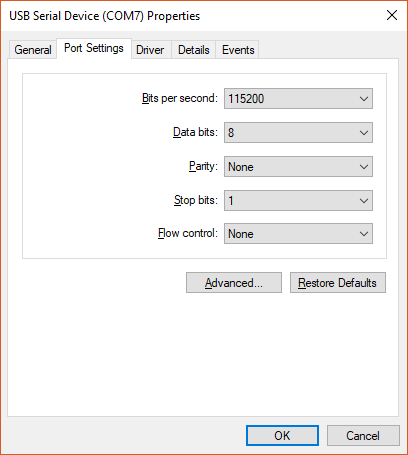 USB Serial Device (COM7) Properties
General Port Settings Driver Details Events
Bits per second: 115200
Data bits: 8
Parity: None
Stop bits: 1
Flow control: None
Advanced... Restore Defaults
OK Cancel